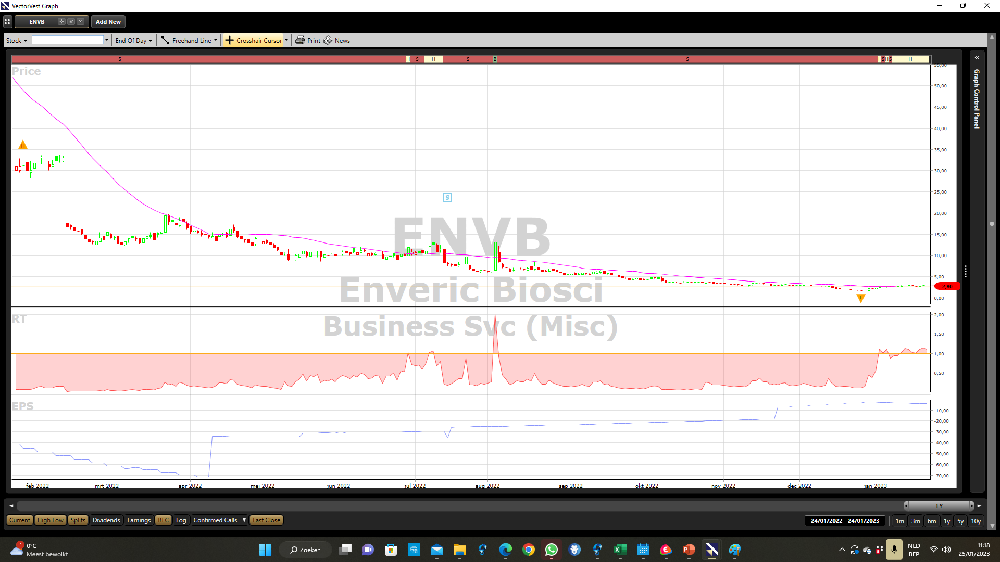 VectorVest Graph
ENVB
Add New
Stock
End Of Day
Freehand Line
Crosshair Cursor
Print
News
S H S H S B S H S H S H
Price
55,00
50,00
45,00
40,00
35,00
30,00
25,00
20,00
15,00
10,00
5,00
2,80
0,00
H
S
L
ENVB
Enveric Biosci
Business Svc (Misc)
RT
2,00
1,50
1,00
0,50
EPS
-10,00
-20,00
-30,00
-40,00
-50,00
-60,00
-70,00
feb 2022 mrt 2022 apr 2022 mei 2022 jun 2022 jul 2022 aug 2022 sep 2022 okt 2022 nov 2022 dec 2022 jan 2023
Graph Control Panel
1 Y
Current High Low Splits Dividends Earnings REC Log Confirmed Calls Last Close
24/01/2022 - 24/01/2023
1m 3m 6m 1y 5y 10y
1
0°C
Meest bewolkt
Zoeken
NLD
BEP
11:18
25/01/2023